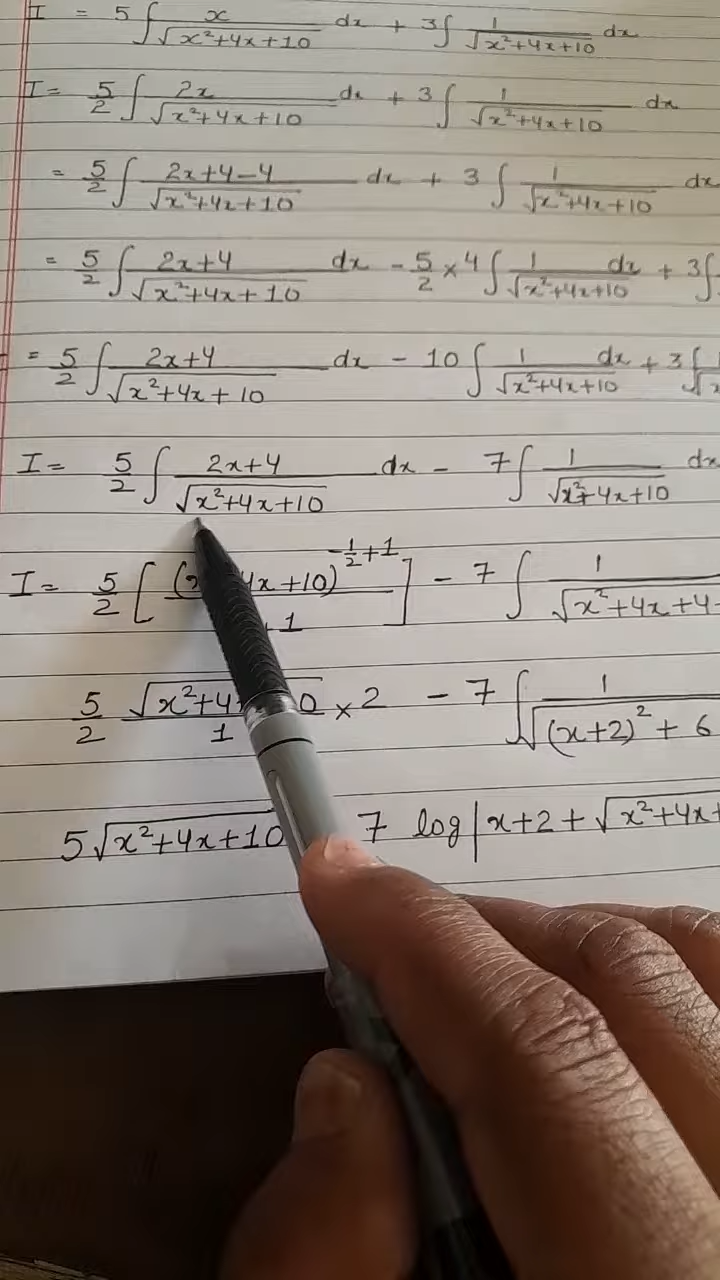 I = 5 ∫ x/√(x²+4x+10) dx + 3 ∫ 1/√(x²+4x+10) dx
I = 5/2 ∫ 2x/√(x²+4x+10) dx + 3 ∫ 1/√(x²+4x+10) dx
= 5/2 ∫ (2x+4-4)/√(x²+4x+10) dx + 3 ∫ 1/√(x²+4x+10) dx
= 5/2 ∫ (2x+4)/√(x²+4x+10) dx - 5/2 × 4 ∫ 1/√(x²+4x+10) dx + 3 ∫
= 5/2 ∫ (2x+4)/√(x²+4x+10) dx - 10 ∫ 1/√(x²+4x+10) dx + 3 ∫
I = 5/2 ∫ (2x+4)/√(x²+4x+10) dx - 7 ∫ 1/√(x²+4x+10) dx
I = 5/2 [ ( 4x+10)^(-1/2+1) / 1 ] - 7 ∫ 1/√(x²+4x+4
5/2 √(x²+4 0)/1 × 2 - 7 ∫ 1/√((x+2)² + 6
5√(x²+4x+10) 7 log|x+2+√(x²+4x+